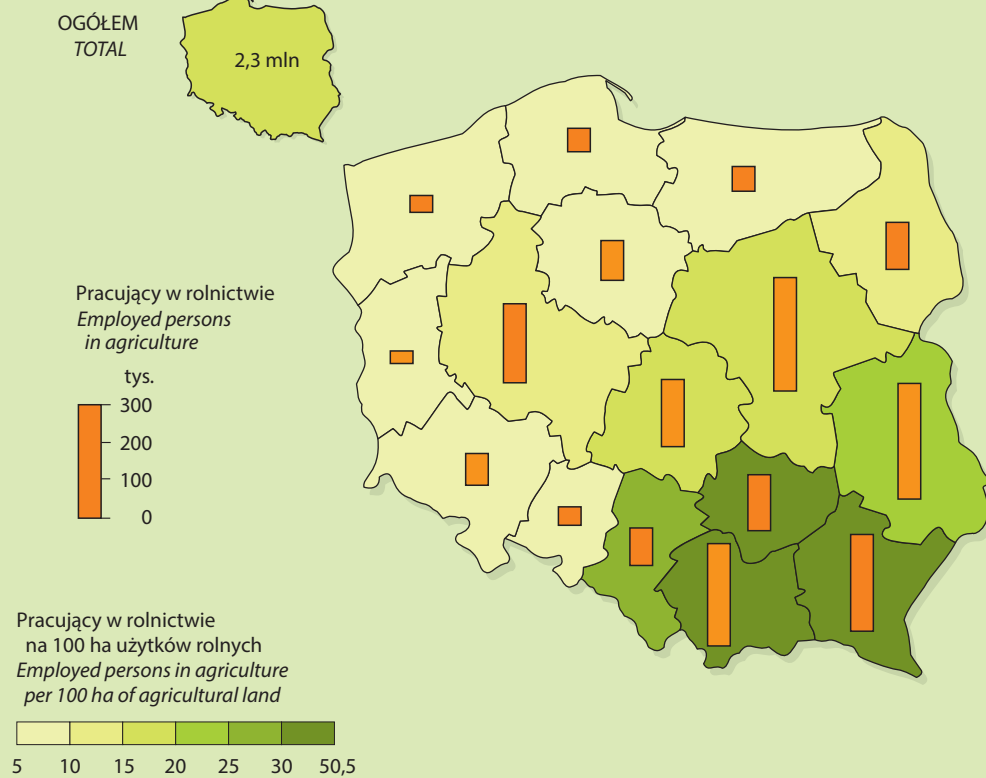 OGÓŁEM
TOTAL
2,3 mln
Pracujący w rolnictwie
Employed persons
in agriculture
tys.
300
200
100
0
Pracujący w rolnictwie
na 100 ha użytków rolnych
Employed persons in agriculture
per 100 ha of agricultural land
5 10 15 20 25 30 50,5